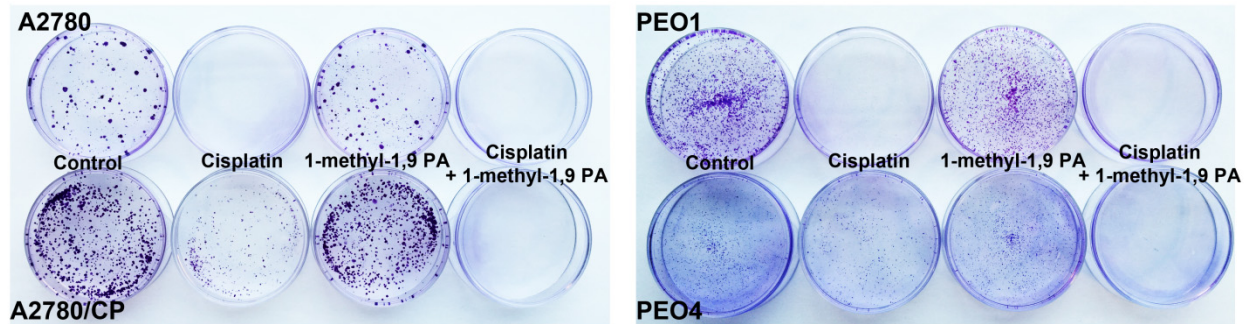 A2780
Control
Cisplatin
1-methyl-1,9 PA
Cisplatin
+ 1-methyl-1,9 PA
A2780/CP
PEO1
Control
Cisplatin
1-methyl-1,9 PA
Cisplatin
+ 1-methyl-1,9 PA
PEO4